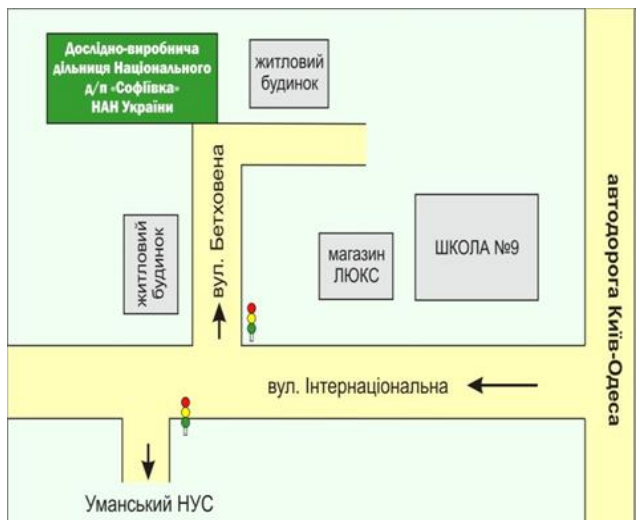 Дослідно-виробнича
дільниця Національного
д/п «Софіївка»
НАН України
житловий
будинок
вул. Бетховена
житловий
будинок
магазин
ЛЮКС
ШКОЛА №9
автодорога Київ-Одеса
вул. Інтернаціональна
Уманський НУС